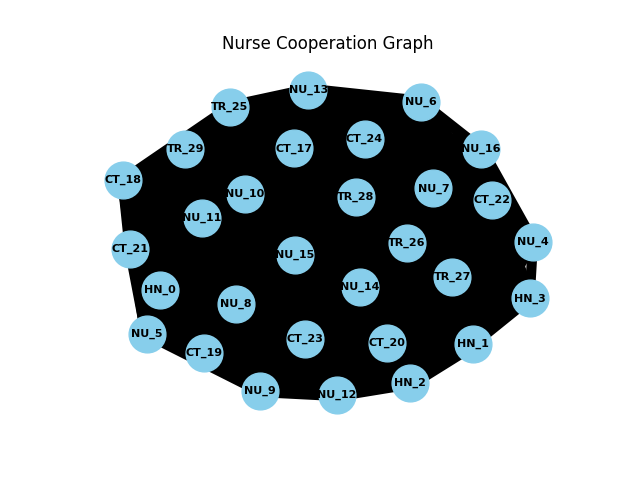 Nurse Cooperation Graph
NU_13
NU_6
TR_25
CT_24
TR_29
CT_17
NU_16
CT_18
NU_7
NU_10
TR_28
CT_22
NU_11
NU_4
TR_26
CT_21
NU_15
TR_27
NU_14
HN_0
HN_3
NU_8
NU_5
CT_23
CT_20
HN_1
CT_19
HN_2
NU_9
NU_12